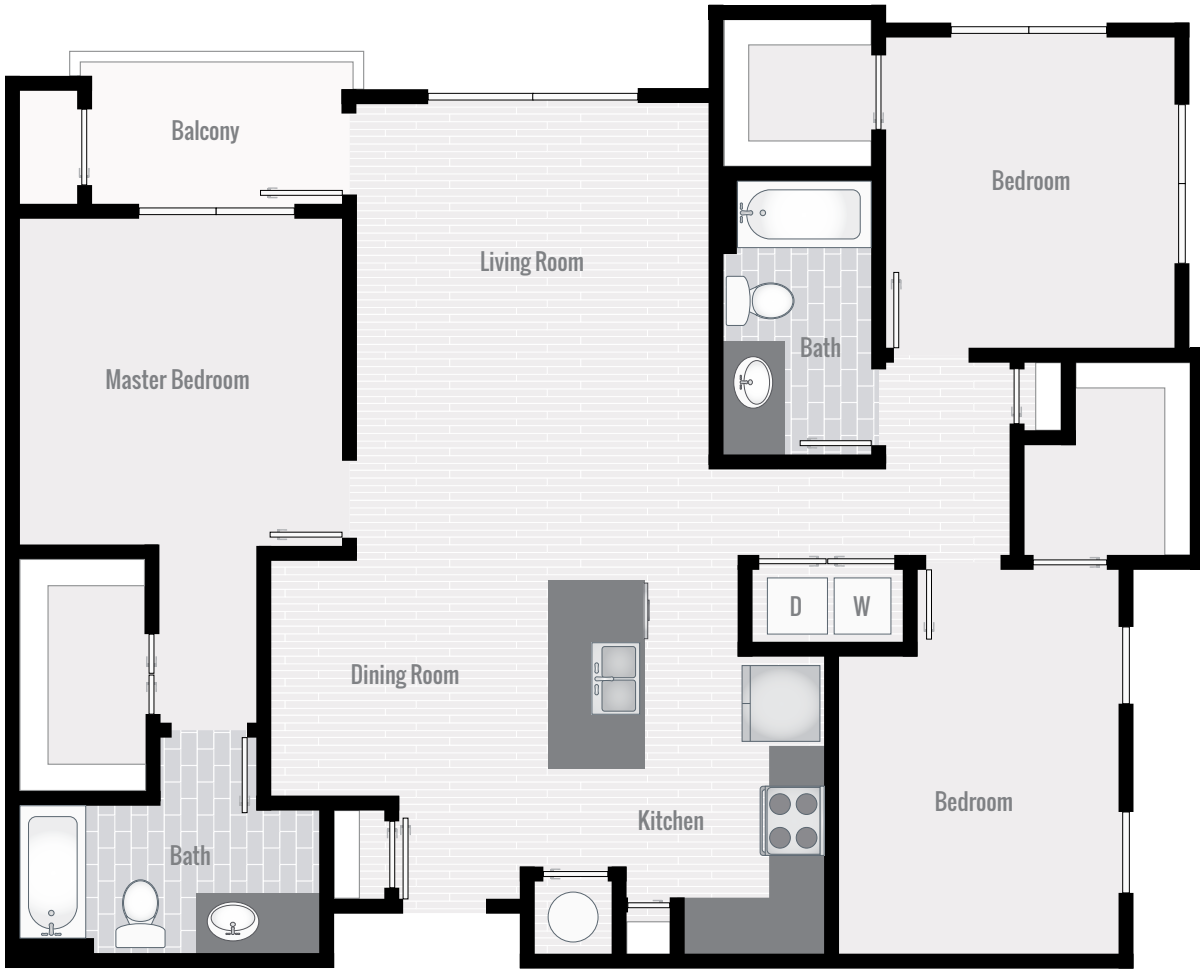 Balcony
Bedroom
Living Room
Bath
Master Bedroom
D
W
Dining Room
Bedroom
Kitchen
Bath